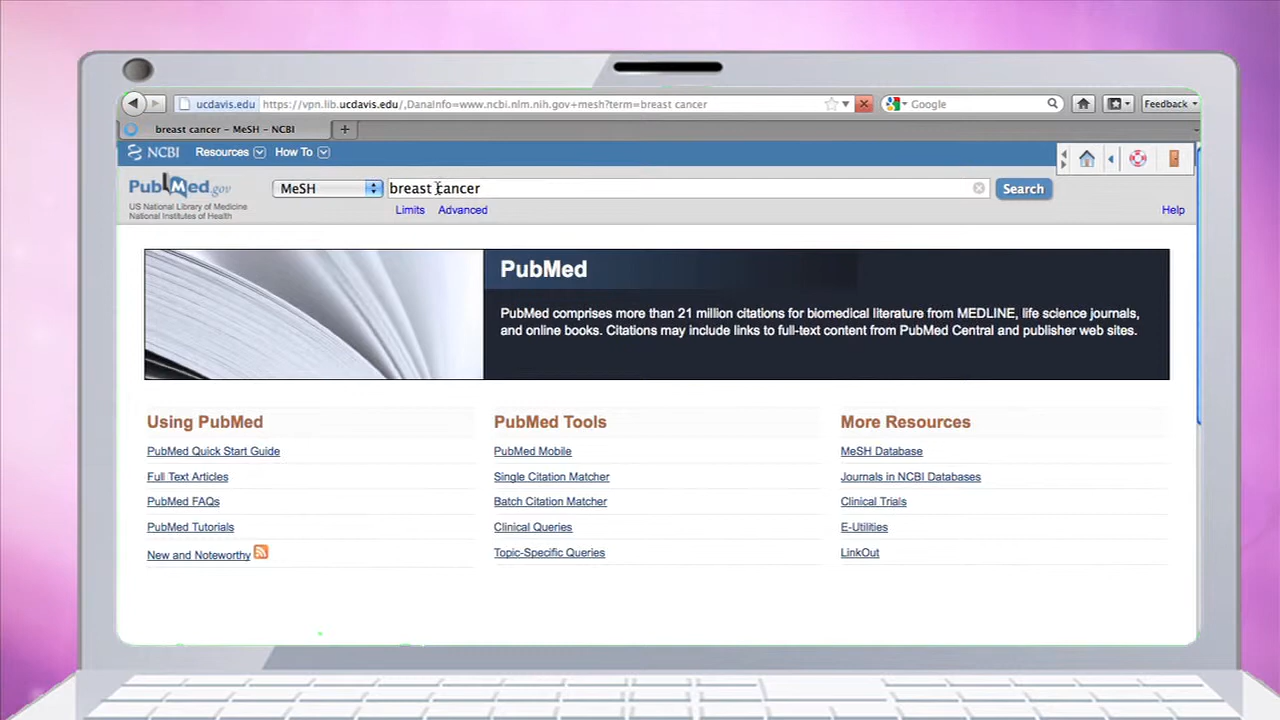 ucdavis.edu https://vpn.lib.ucdavis.edu/,DanaInfo=www.ncbi.nlm.nih.gov+mesh?term=breast cancer Google Feedback
breast cancer – MeSH – NCBI +
NCBI Resources How To
PubMed.gov MeSH breast cancer Search
US National Library of Medicine
National Institutes of Health
Limits Advanced Help
PubMed
PubMed comprises more than 21 million citations for biomedical literature from MEDLINE, life science journals,
and online books. Citations may include links to full-text content from PubMed Central and publisher web sites.
Using PubMed
PubMed Quick Start Guide
Full Text Articles
PubMed FAQs
PubMed Tutorials
New and Noteworthy
PubMed Tools
PubMed Mobile
Single Citation Matcher
Batch Citation Matcher
Clinical Queries
Topic-Specific Queries
More Resources
MeSH Database
Journals in NCBI Databases
Clinical Trials
E-Utilities
LinkOut